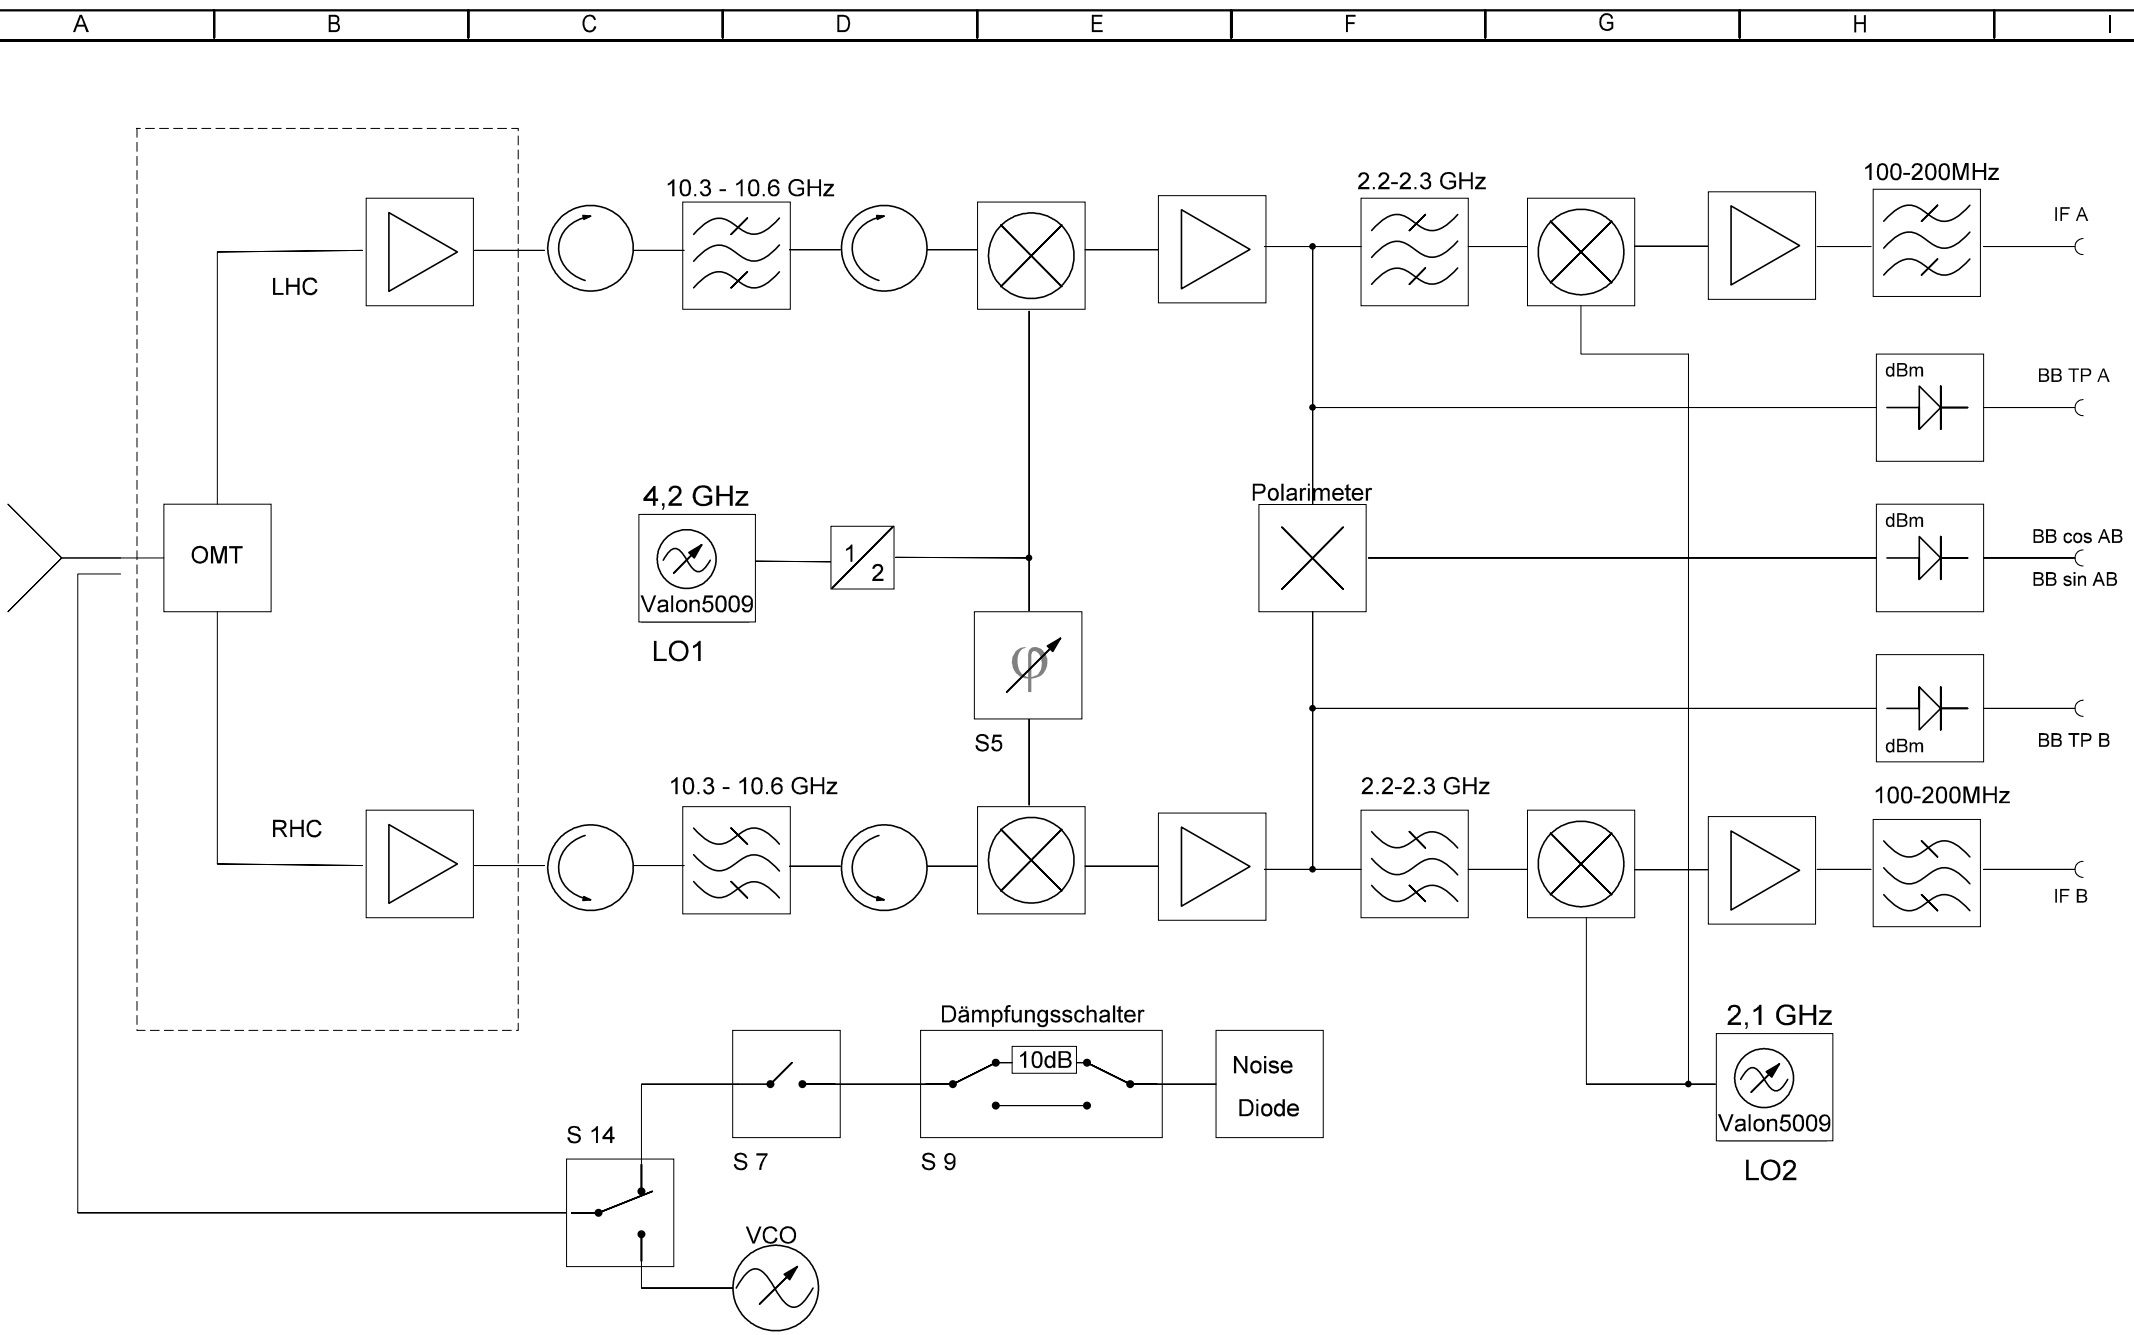 A B C D E F G H I
10.3 - 10.6 GHz
2.2-2.3 GHz
100-200MHz
IF A
LHC
dBm
BB TP A
4,2 GHz
Polarimeter
dBm
BB cos AB
OMT
1/2
BB sin AB
Valon5009
LO1
φ
S5
dBm
BB TP B
10.3 - 10.6 GHz
2.2-2.3 GHz
100-200MHz
RHC
IF B
Dämpfungsschalter
2,1 GHz
10dB
Noise
Diode
Valon5009
S 14
S 7
S 9
LO2
VCO